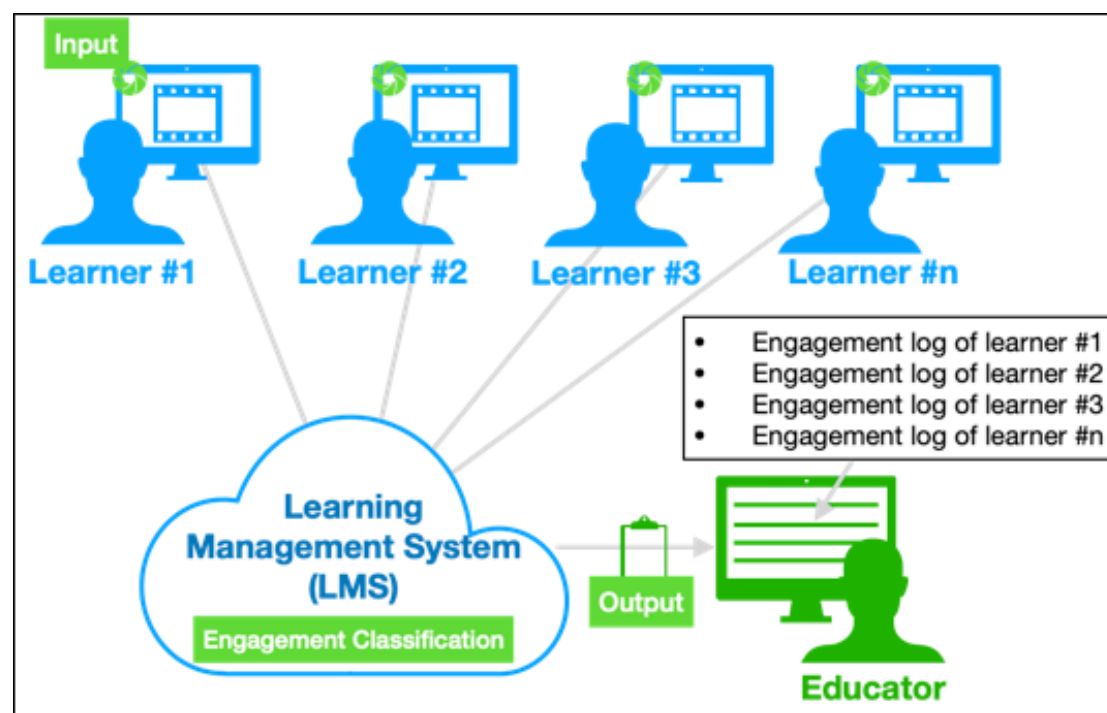 Input
Learner #1
Learner #2
Learner #3
Learner #n
• Engagement log of learner #1
• Engagement log of learner #2
• Engagement log of learner #3
• Engagement log of learner #n
Learning
Management System
(LMS)
Engagement Classification
Output
Educator